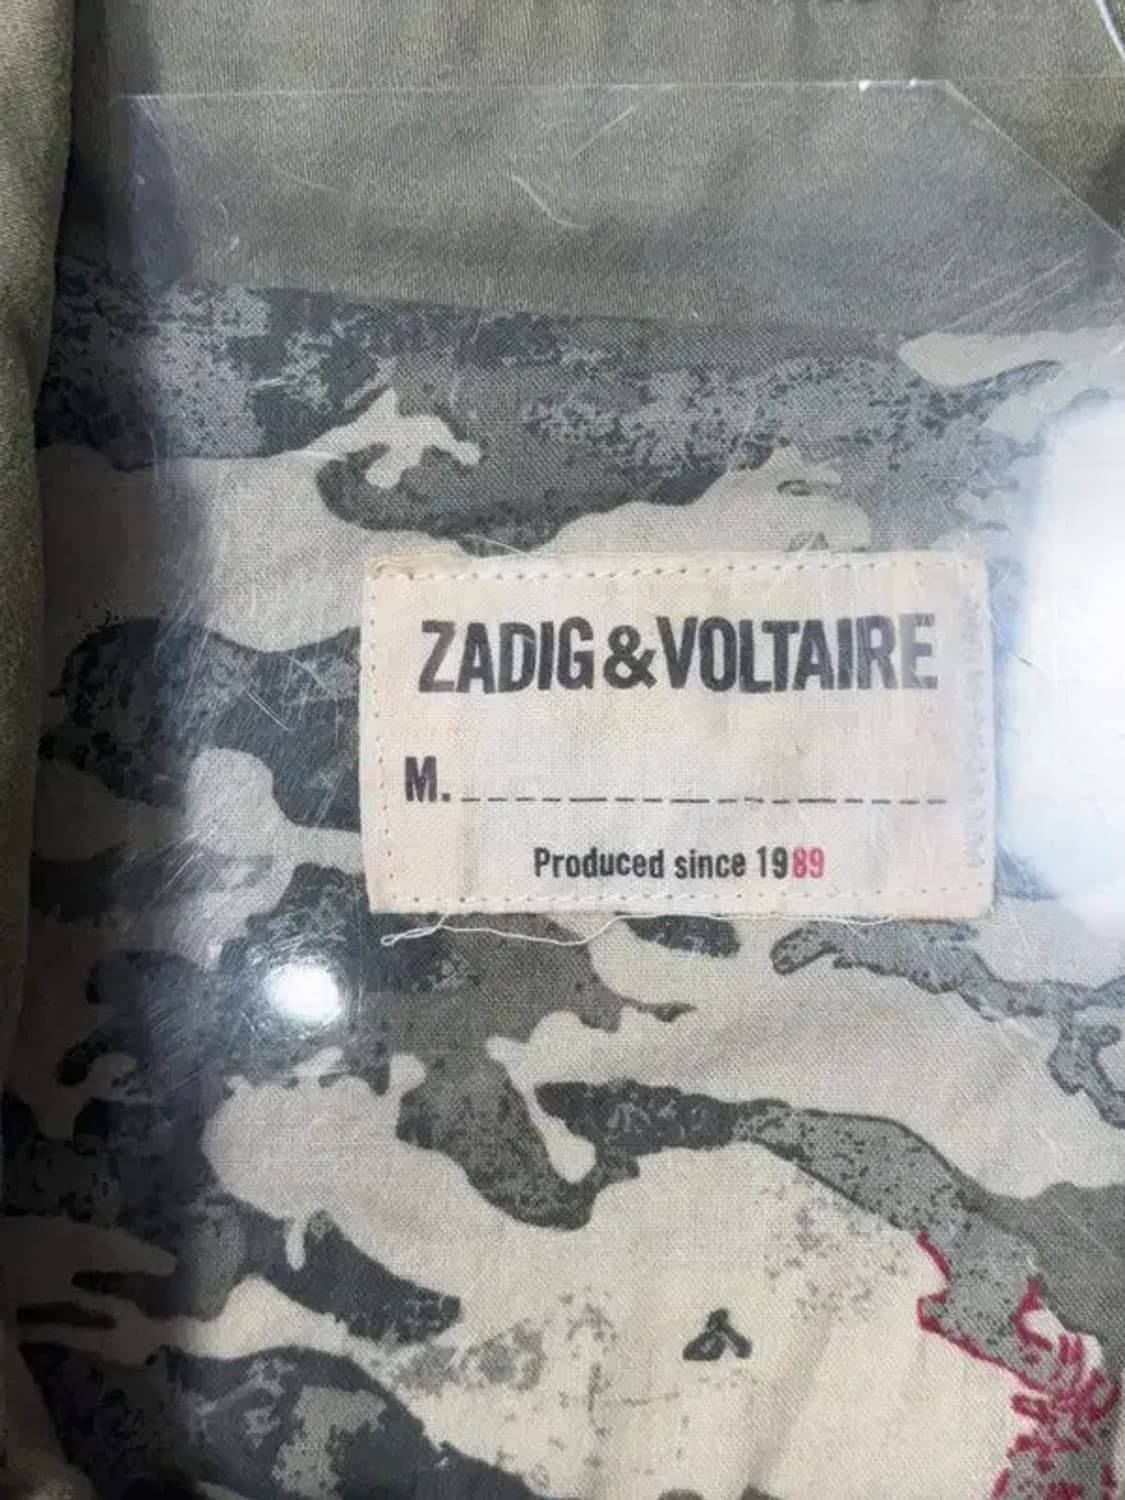 ZADIG&VOLTAIRE
M.
Produced since 1989